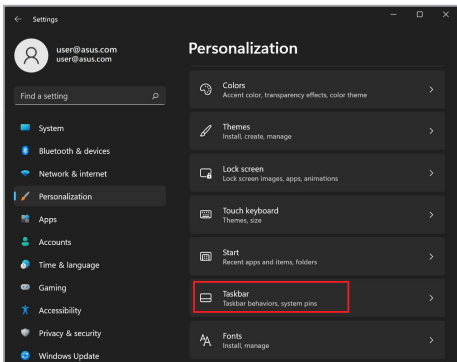 Settings
user@asus.com
user@asus.com
Find a setting
System
Bluetooth & devices
Network & internet
Personalization
Apps
Accounts
Time & language
Gaming
Accessibility
Privacy & security
Windows Update
Personalization
Colors
Accent color, transparency effects, color theme
Themes
Install, create, manage
Lock screen
Lock screen images, apps, animations
Touch keyboard
Themes, size
Start
Recent apps and items, folders
Taskbar
Taskbar behaviors, system pins
Fonts
Install, manage